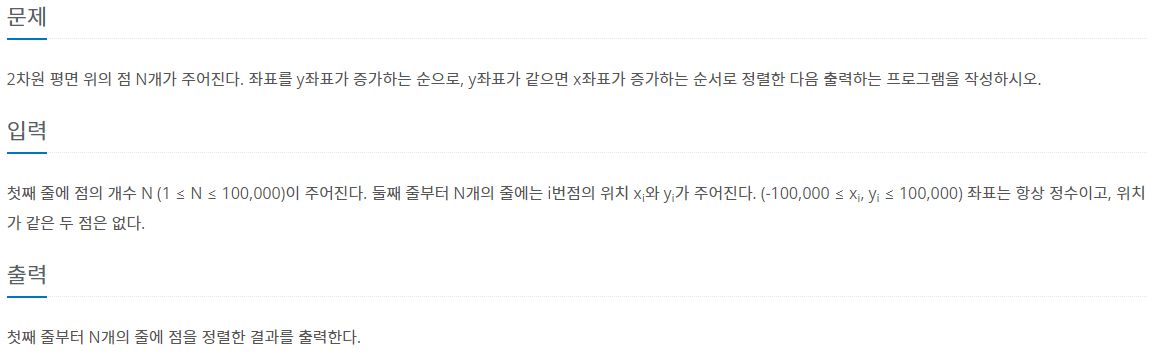 문제
2차원 평면 위의 점 N개가 주어진다. 좌표를 y좌표가 증가하는 순으로, y좌표가 같으면 x좌표가 증가하는 순서로 정렬한 다음 출력하는 프로그램을 작성하시오.
입력
첫째 줄에 점의 개수 N (1 ≤ N ≤ 100,000)이 주어진다. 둘째 줄부터 N개의 줄에는 i번점의 위치 xi와 yi가 주어진다. (-100,000 ≤ xi, yi ≤ 100,000) 좌표는 항상 정수이고, 위치
가 같은 두 점은 없다.
출력
첫째 줄부터 N개의 줄에 점을 정렬한 결과를 출력한다.